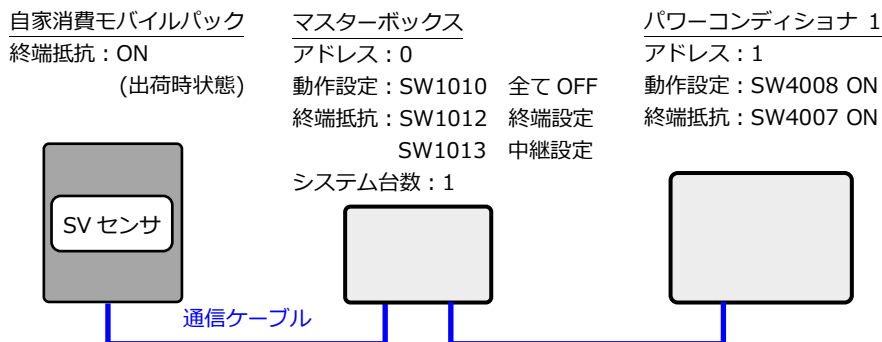 自家消費モバイルパック
終端抵抗：ON
(出荷時状態)
マスターボックス
アドレス：0
動作設定：SW1010 全て OFF
終端抵抗：SW1012 終端設定
SW1013 中継設定
システム台数：1
パワーコンディショナ 1
アドレス：1
動作設定：SW4008 ON
終端抵抗：SW4007 ON
SV センサ
通信ケーブル